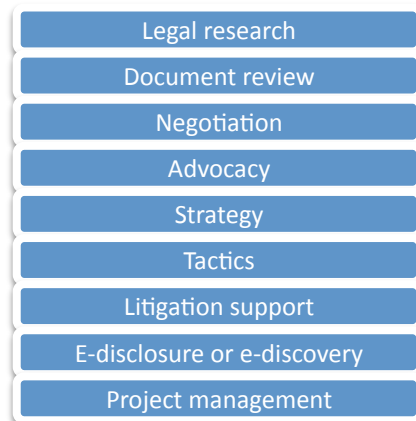 Legal research
Document review
Negotiation
Advocacy
Strategy
Tactics
Litigation support
E-disclosure or e-discovery
Project management